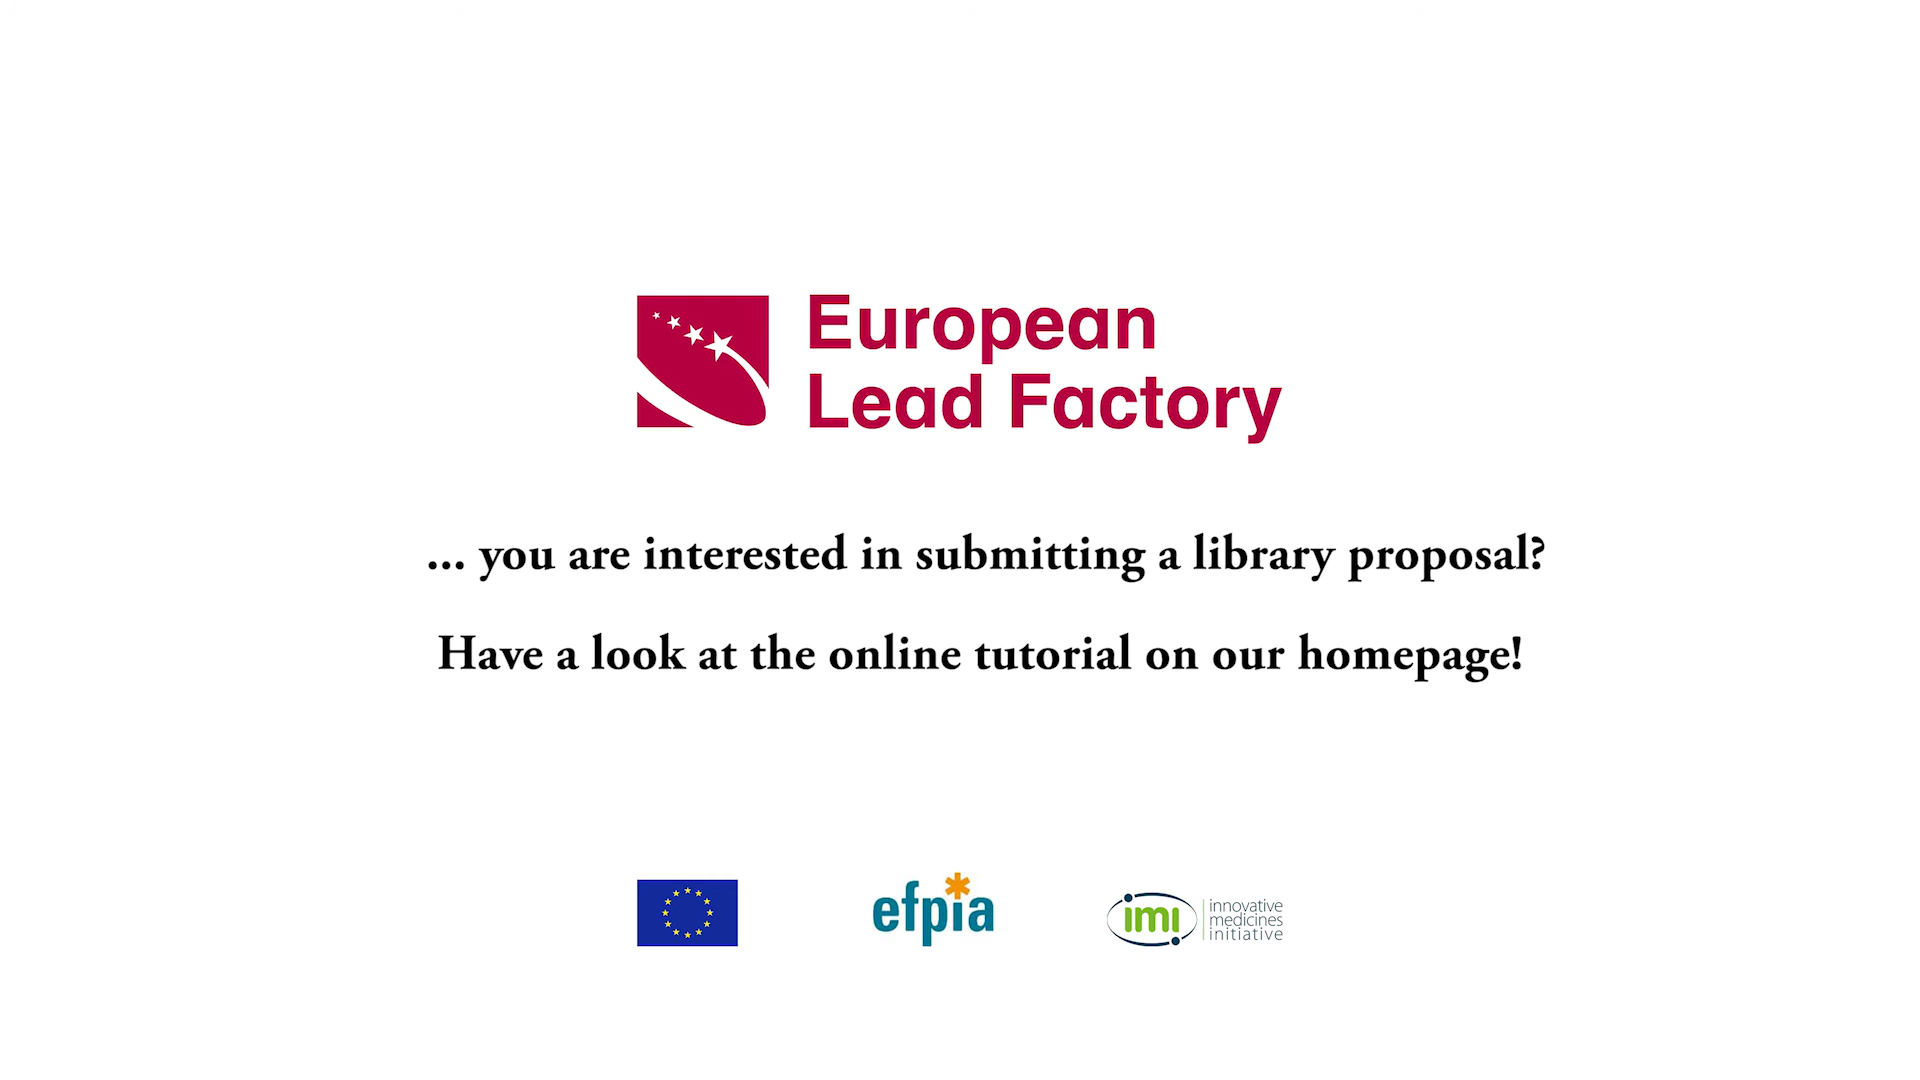 European
Lead Factory
... you are interested in submitting a library proposal?
Have a look at the online tutorial on our homepage!
efpia
imi
innovative
medicines
initiative